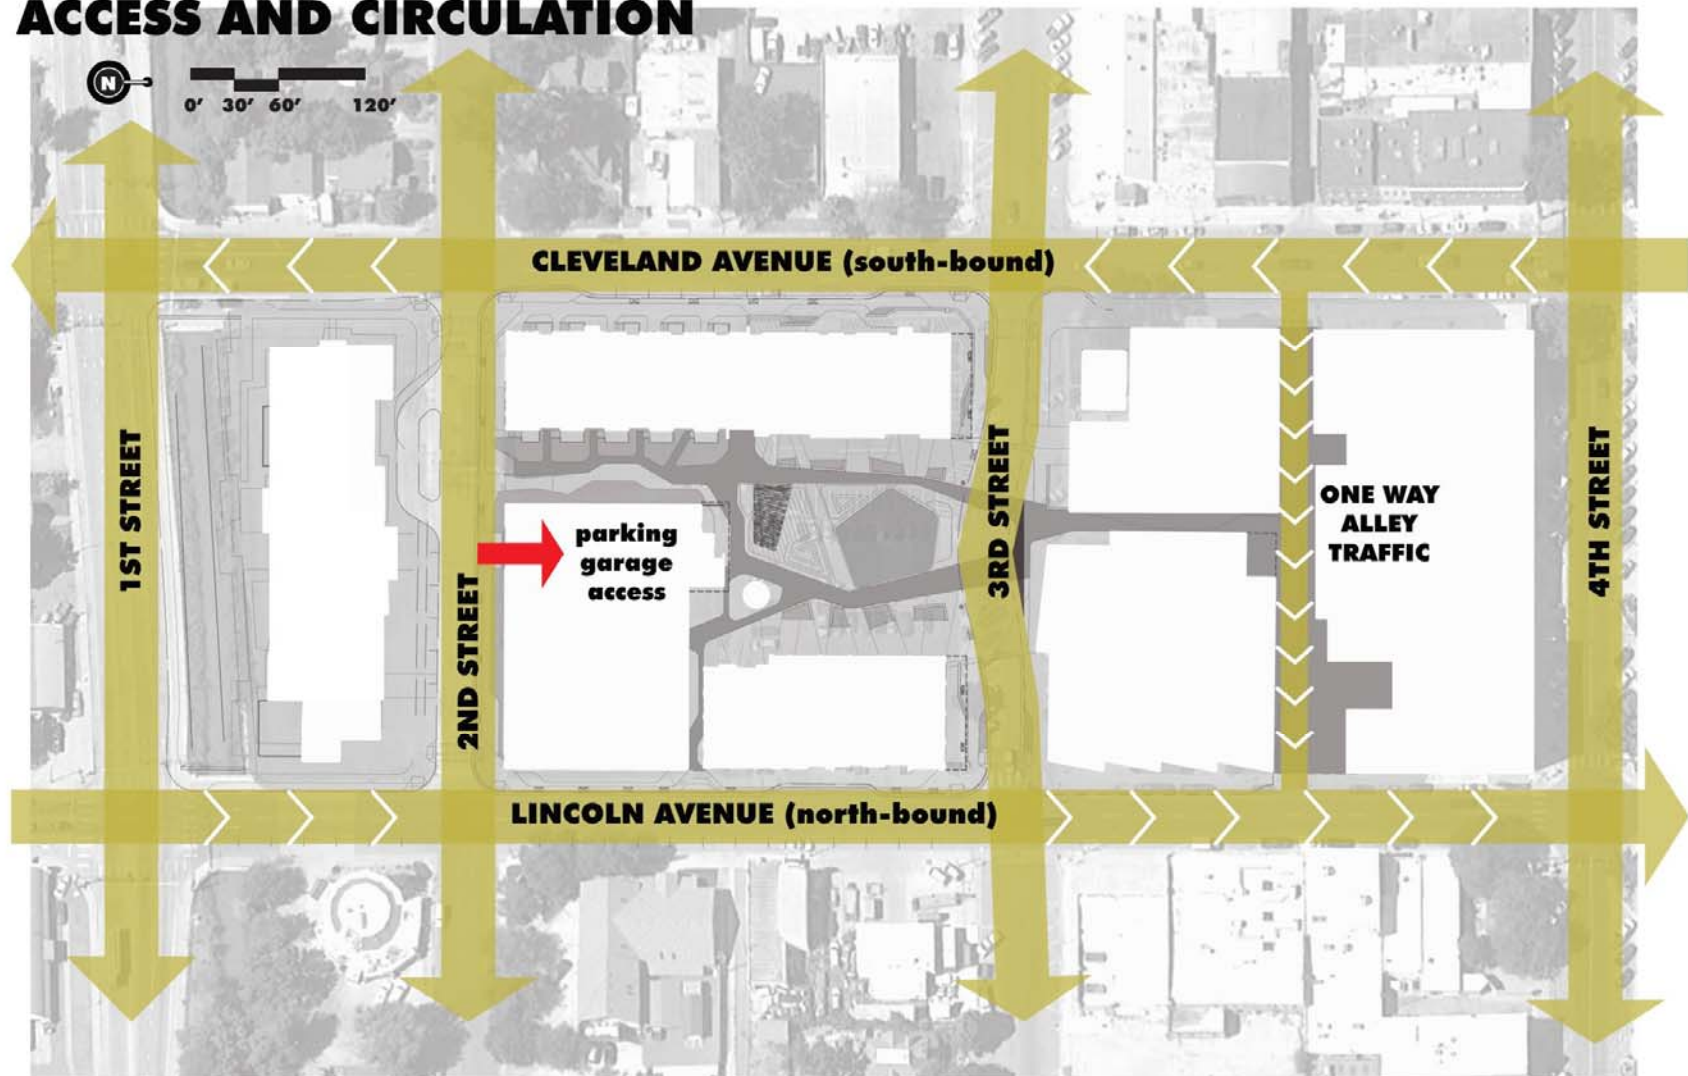 ACCESS AND CIRCULATION
N
0' 30' 60' 120'
CLEVELAND AVENUE (south-bound)
1ST STREET
2ND STREET
parking
garage
access
3RD STREET
ONE WAY
ALLEY
TRAFFIC
4TH STREET
LINCOLN AVENUE (north-bound)